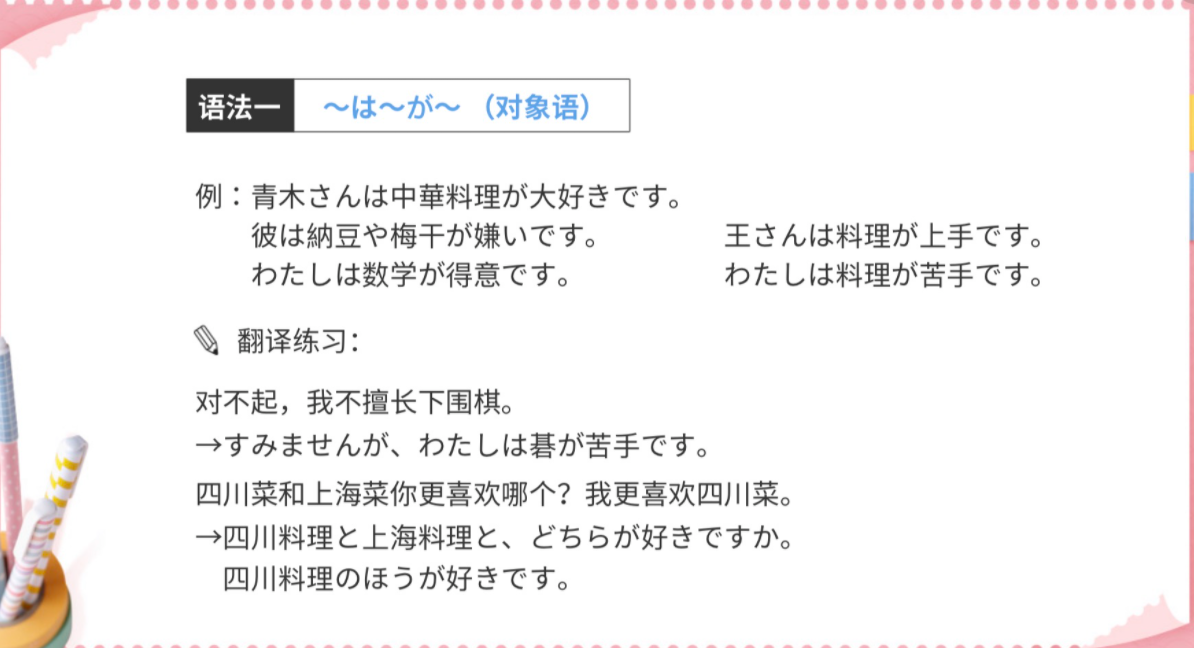 语法一 ～は～が～ （对象语）
例：青木さんは中華料理が大好きです。
彼は納豆や梅干が嫌いです。 王さんは料理が上手です。
わたしは数学が得意です。 わたしは料理が苦手です。
翻译练习：
对不起，我不擅长下围棋。
→すみませんが、わたしは碁が苦手です。
四川菜和上海菜你更喜欢哪个？我更喜欢四川菜。
→四川料理と上海料理と、どちらが好きですか。
四川料理のほうが好きです。